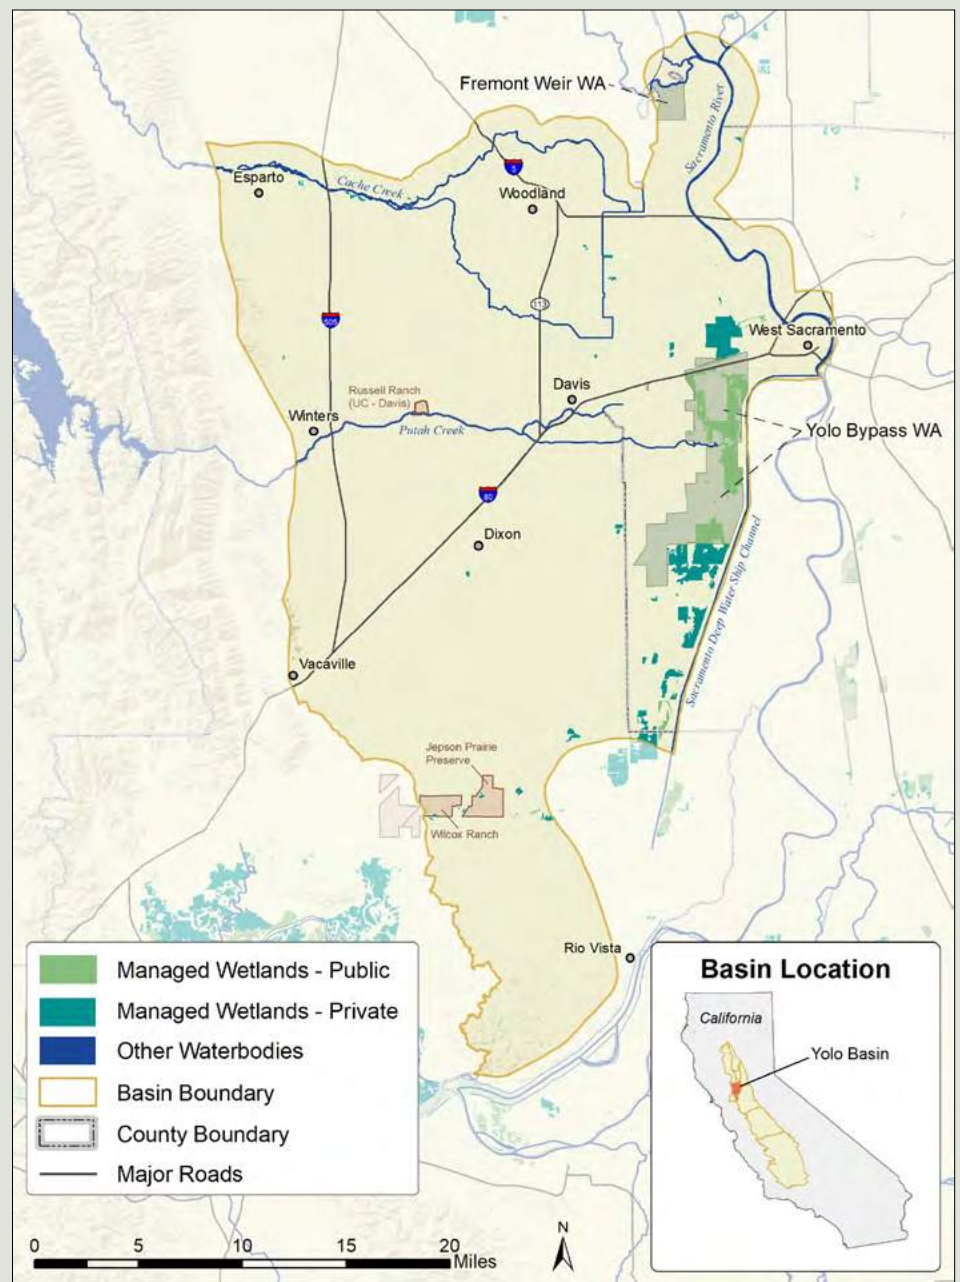 Fremont Weir WA
Sacramento River
Esparto
Cache Creek
5
Woodland
113
505
West Sacramento
Russell Ranch
(UC - Davis)
Davis
Winters
Putah Creek
Yolo Bypass WA
80
Dixon
Sacramento Deep Water Ship Channel
Vacaville
Jepson Prairie
Preserve
Wilcox Ranch
Rio Vista
Managed Wetlands - Public
Managed Wetlands - Private
Other Waterbodies
Basin Boundary
County Boundary
Major Roads
Basin Location
California
Yolo Basin
N
0 5 10 15 20
Miles